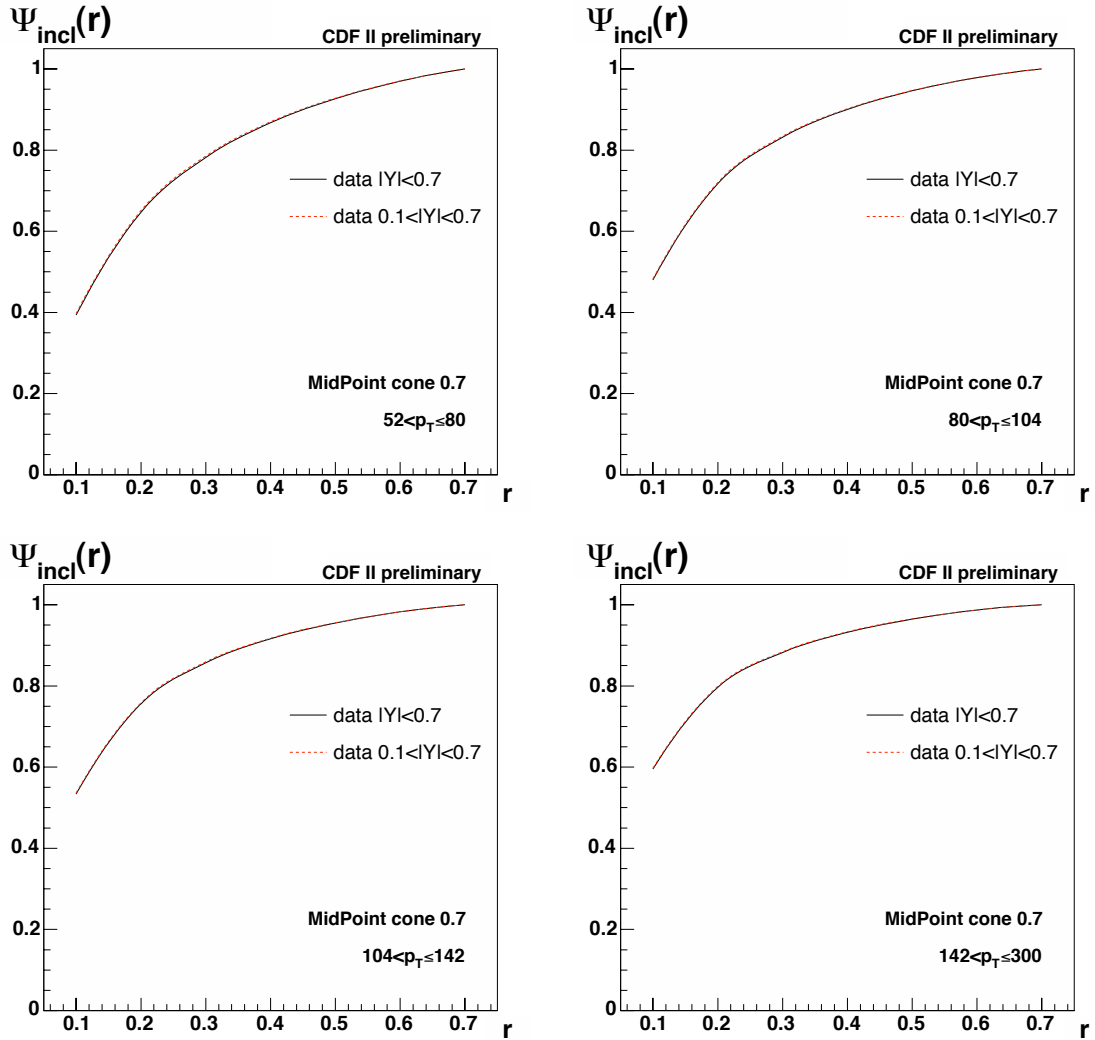 Ψincl(r)
CDF II preliminary
1
0.8
0.6
0.4
0.2
0
data |Y|<0.7
data 0.1<|Y|<0.7
MidPoint cone 0.7
52<pT≤80
0.1 0.2 0.3 0.4 0.5 0.6 0.7 r
Ψincl(r)
CDF II preliminary
1
0.8
0.6
0.4
0.2
0
data |Y|<0.7
data 0.1<|Y|<0.7
MidPoint cone 0.7
80<pT≤104
0.1 0.2 0.3 0.4 0.5 0.6 0.7 r
Ψincl(r)
CDF II preliminary
1
0.8
0.6
0.4
0.2
0
data |Y|<0.7
data 0.1<|Y|<0.7
MidPoint cone 0.7
104<pT≤142
0.1 0.2 0.3 0.4 0.5 0.6 0.7 r
Ψincl(r)
CDF II preliminary
1
0.8
0.6
0.4
0.2
0
data |Y|<0.7
data 0.1<|Y|<0.7
MidPoint cone 0.7
142<pT≤300
0.1 0.2 0.3 0.4 0.5 0.6 0.7 r